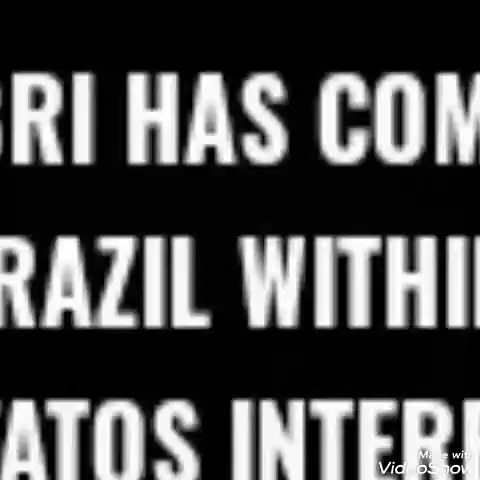 RI HAS COM
RAZIL WITHI
ATOS INTER
Made with
VideoShow